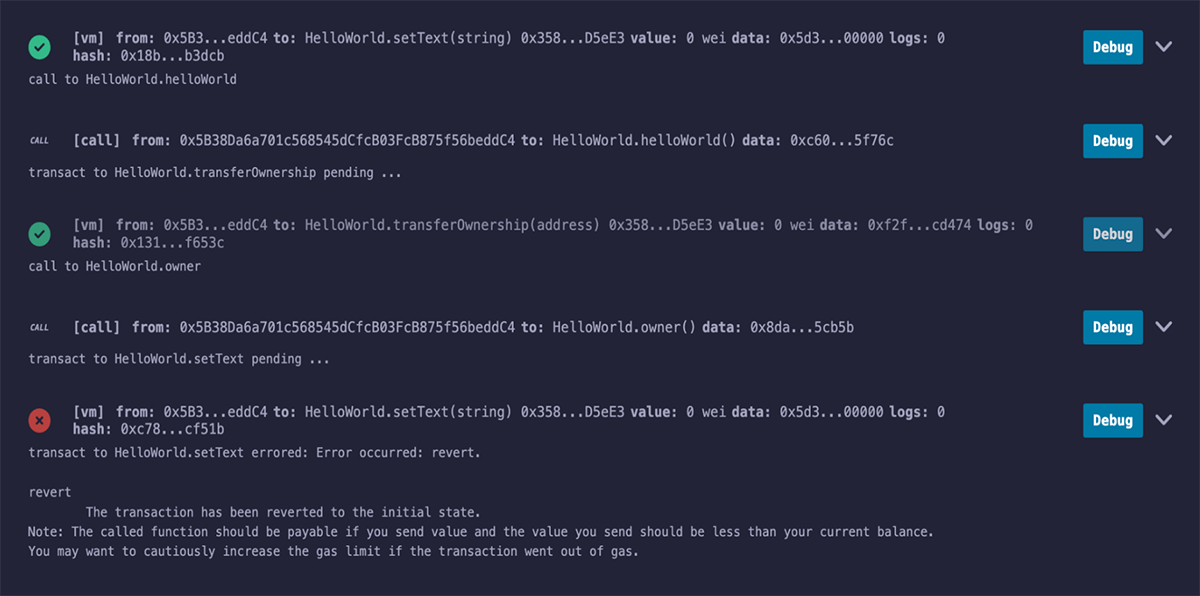 [vm] from: 0x5B3...eddC4 to: HelloWorld.setText(string) 0x358...D5eE3 value: 0 wei data: 0x5d3...00000 logs: 0 Debug
hash: 0x18b...b3dcb
call to HelloWorld.helloWorld
CALL [call] from: 0x5B38Da6a701c568545dCfcB03FcB875f56beddC4 to: HelloWorld.helloWorld() data: 0xc60...5f76c Debug
transact to HelloWorld.transferOwnership pending ...
[vm] from: 0x5B3...eddC4 to: HelloWorld.transferOwnership(address) 0x358...D5eE3 value: 0 wei data: 0xf2f...cd474 logs: 0 Debug
hash: 0x131...f653c
call to HelloWorld.owner
CALL [call] from: 0x5B38Da6a701c568545dCfcB03FcB875f56beddC4 to: HelloWorld.owner() data: 0x8da...5cb5b Debug
transact to HelloWorld.setText pending ...
[vm] from: 0x5B3...eddC4 to: HelloWorld.setText(string) 0x358...D5eE3 value: 0 wei data: 0x5d3...00000 logs: 0 Debug
hash: 0xc78...cf51b
transact to HelloWorld.setText errored: Error occurred: revert.
revert
The transaction has been reverted to the initial state.
Note: The called function should be payable if you send value and the value you send should be less than your current balance.
You may want to cautiously increase the gas limit if the transaction went out of gas.